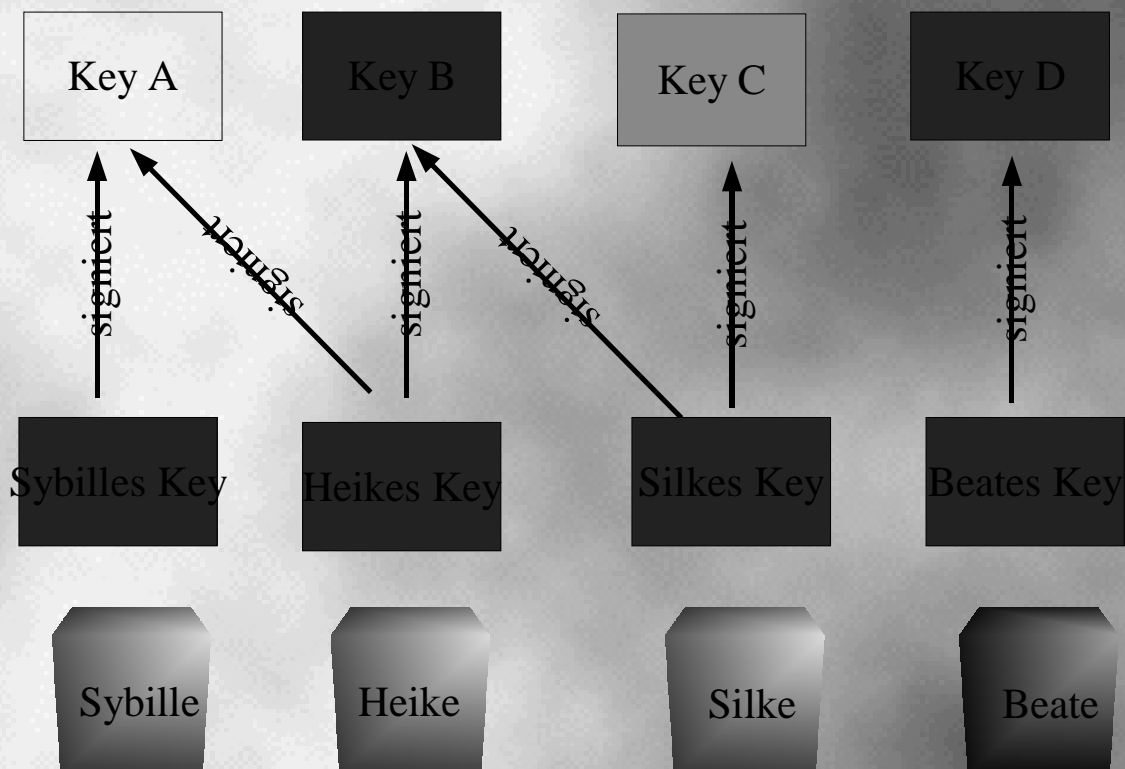 Key A
Key B
Key C
Key D
signiert
signiert
signiert
signiert
signiert
signiert
Sybilles Key
Heikes Key
Silkes Key
Beates Key
Sybille
Heike
Silke
Beate